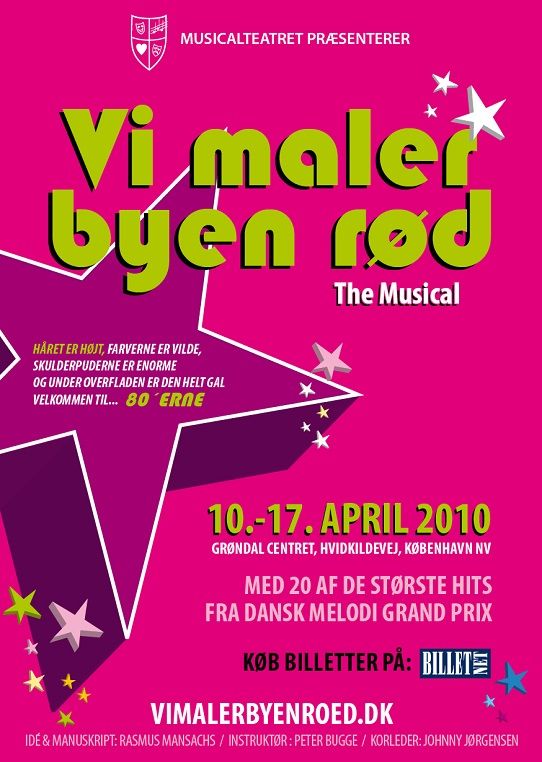 MUSICALTEATRET PRÆSENTERER
Vi maler
byen rød
The Musical
HÅRET ER HØJT, FARVERNE ER VILDE,
SKULDERPUDERNE ER ENORME
OG UNDER OVERFLADEN ER DEN HELT GAL
VELKOMMEN TIL... 80 ´ERNE
10.-17. APRIL 2010
GRØNDAL CENTRET, HVIDKILDEVEJ, KØBENHAVN NV
MED 20 AF DE STØRSTE HITS
FRA DANSK MELODI GRAND PRIX
KØB BILLETTER PÅ: BILLET NET
VIMALERBYENROED.DK
IDÉ & MANUSKRIPT: RASMUS MANSACHS / INSTRUKTØR : PETER BUGGE / KORLEDER: JOHNNY JØRGENSEN